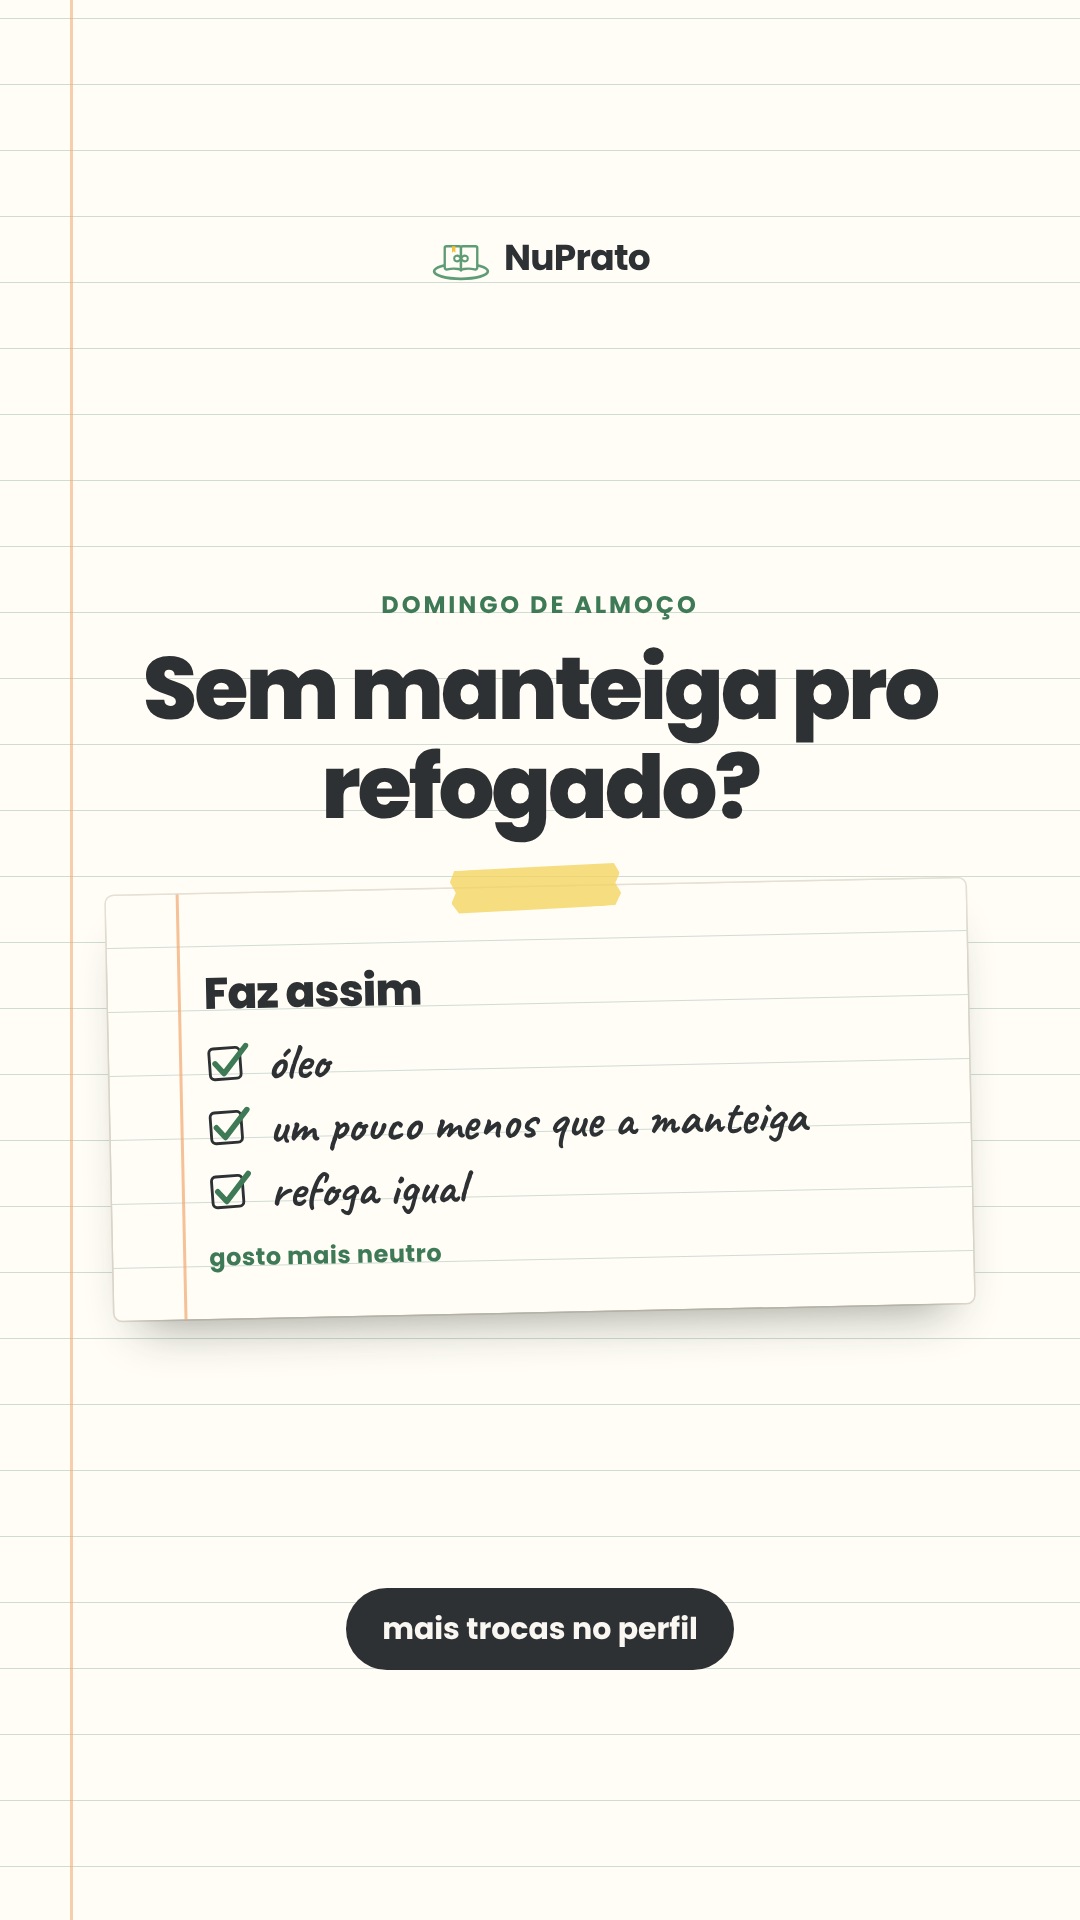 NuPrato
DOMINGO DE ALMOÇO
Sem manteiga pro
refogado?
Faz assim
óleo
um pouco menos que a manteiga
refoga igual
gosto mais neutro
mais trocas no perfil